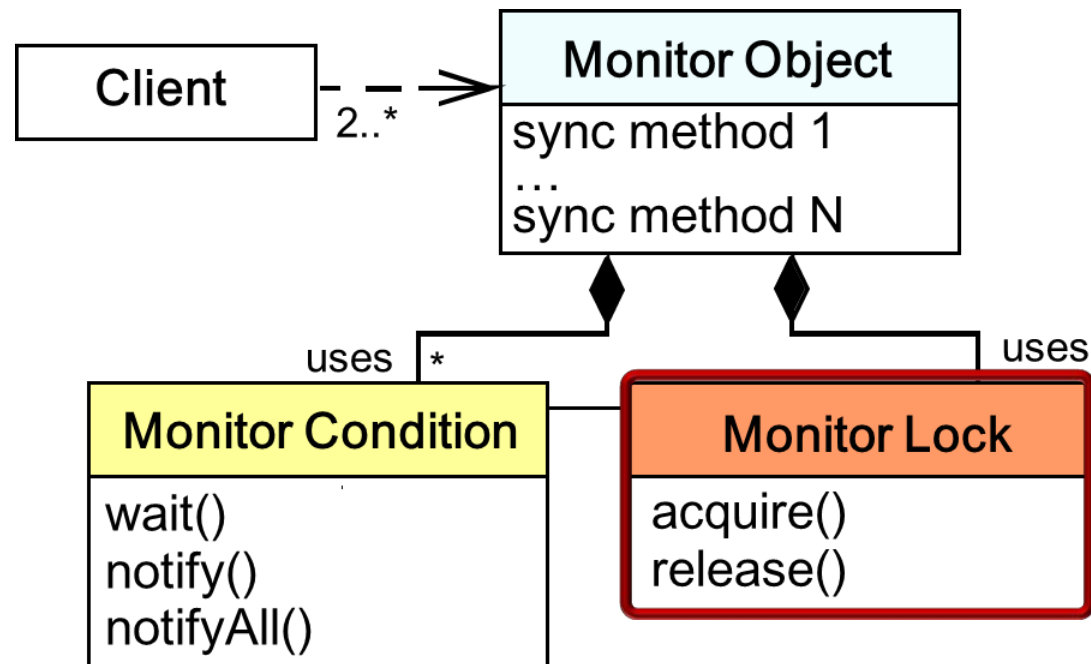 Client
2..*
Monitor Object
sync method 1
...
sync method N
uses
*
uses
Monitor Condition
wait()
notify()
notifyAll()
Monitor Lock
acquire()
release()